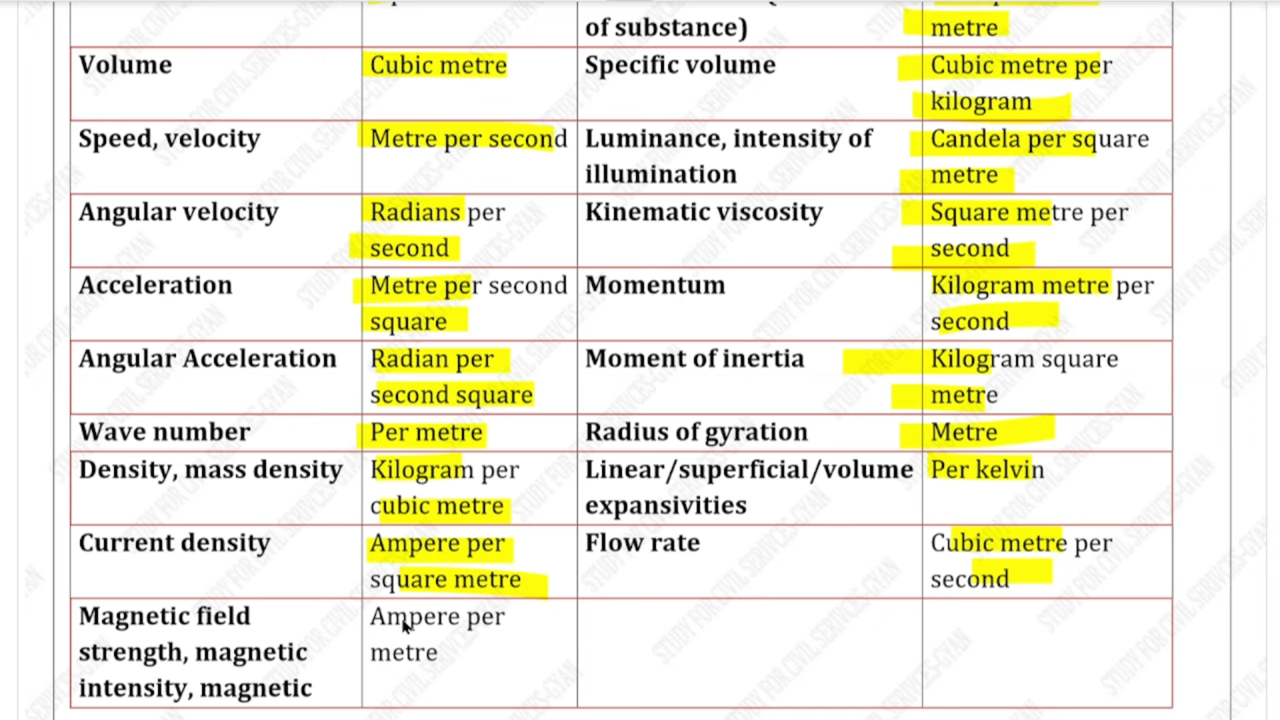 of substance) metre
Volume Cubic metre Specific volume Cubic metre per
kilogram
Speed, velocity Metre per second Luminance, intensity of Candela per square
illumination metre
Angular velocity Radians per Kinematic viscosity Square metre per
second second
Acceleration Metre per second Momentum Kilogram metre per
square second
Angular Acceleration Radian per Moment of inertia Kilogram square
second square metre
Wave number Per metre Radius of gyration Metre
Density, mass density Kilogram per Linear/superficial/volume Per kelvin
cubic metre expansivities
Current density Ampere per Flow rate Cubic metre per
square metre second
Magnetic field Ampere per
strength, magnetic metre
intensity, magnetic